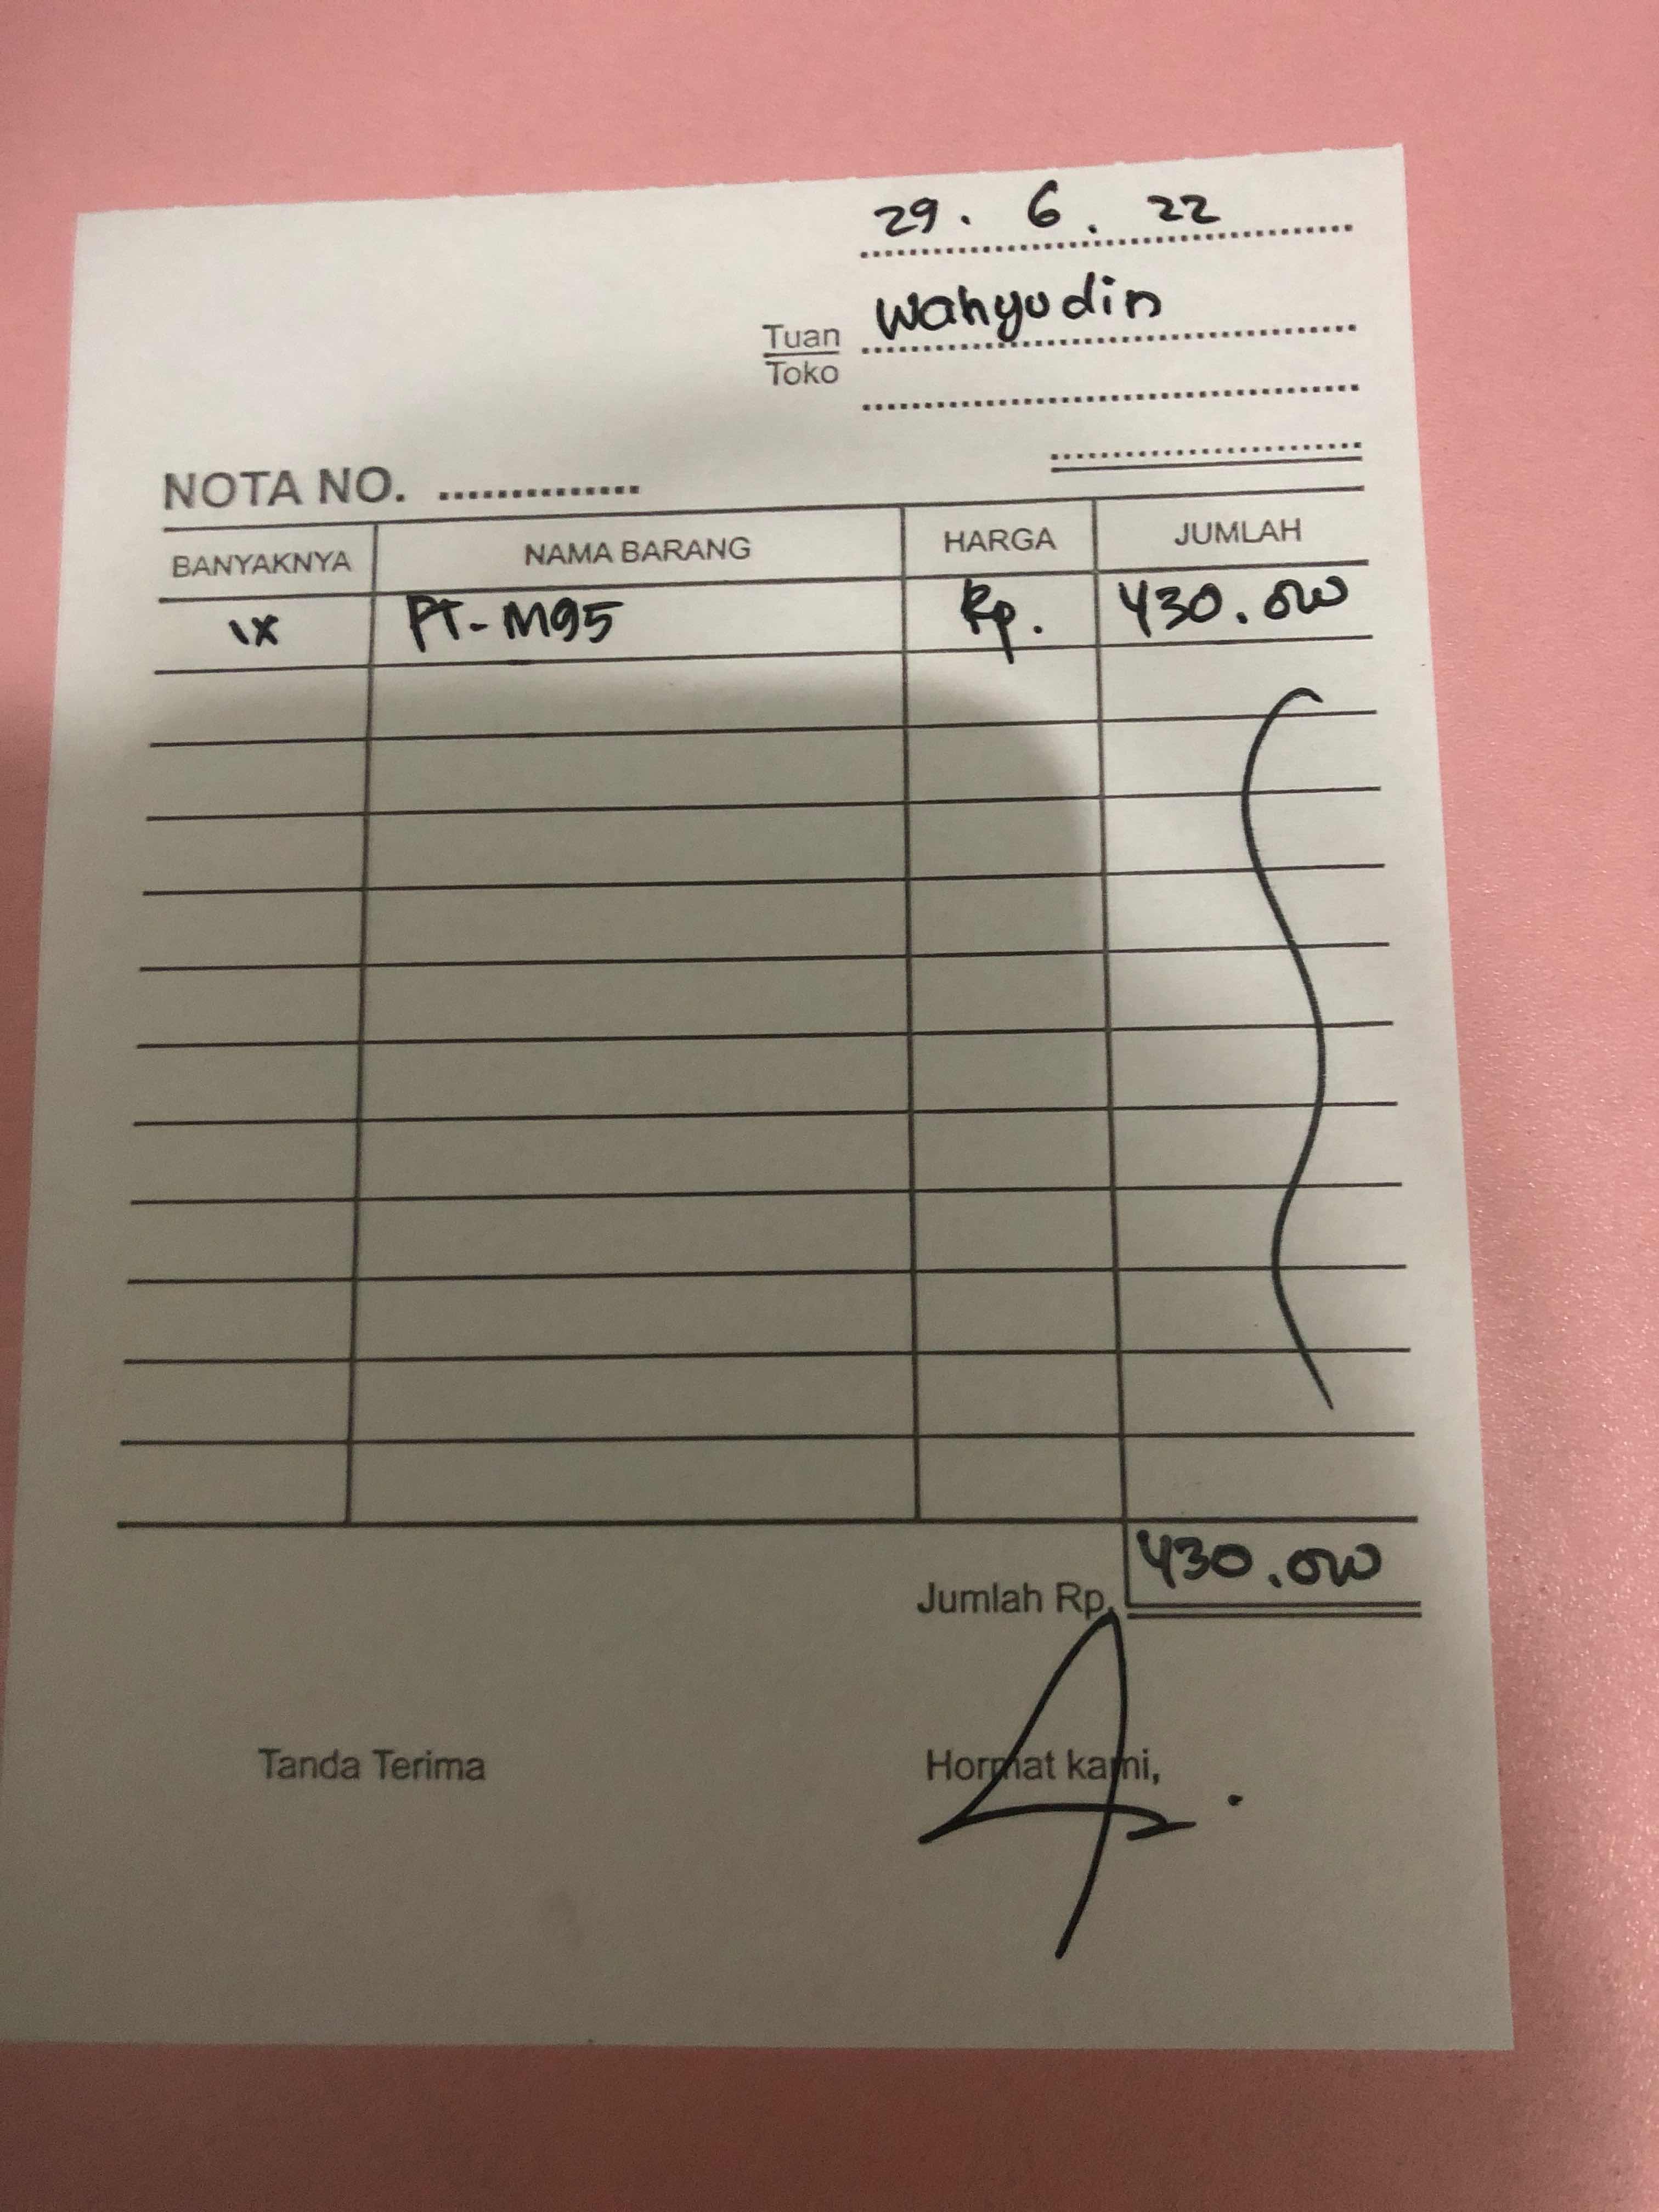 29. 6. 22
Tuan Wahyudin
Toko
NOTA NO. ..............
BANYAKNYA NAMA BARANG HARGA JUMLAH
1x PT-M95 Rp. 430.000
Jumlah Rp. 430.000
Tanda Terima Hormat kami,